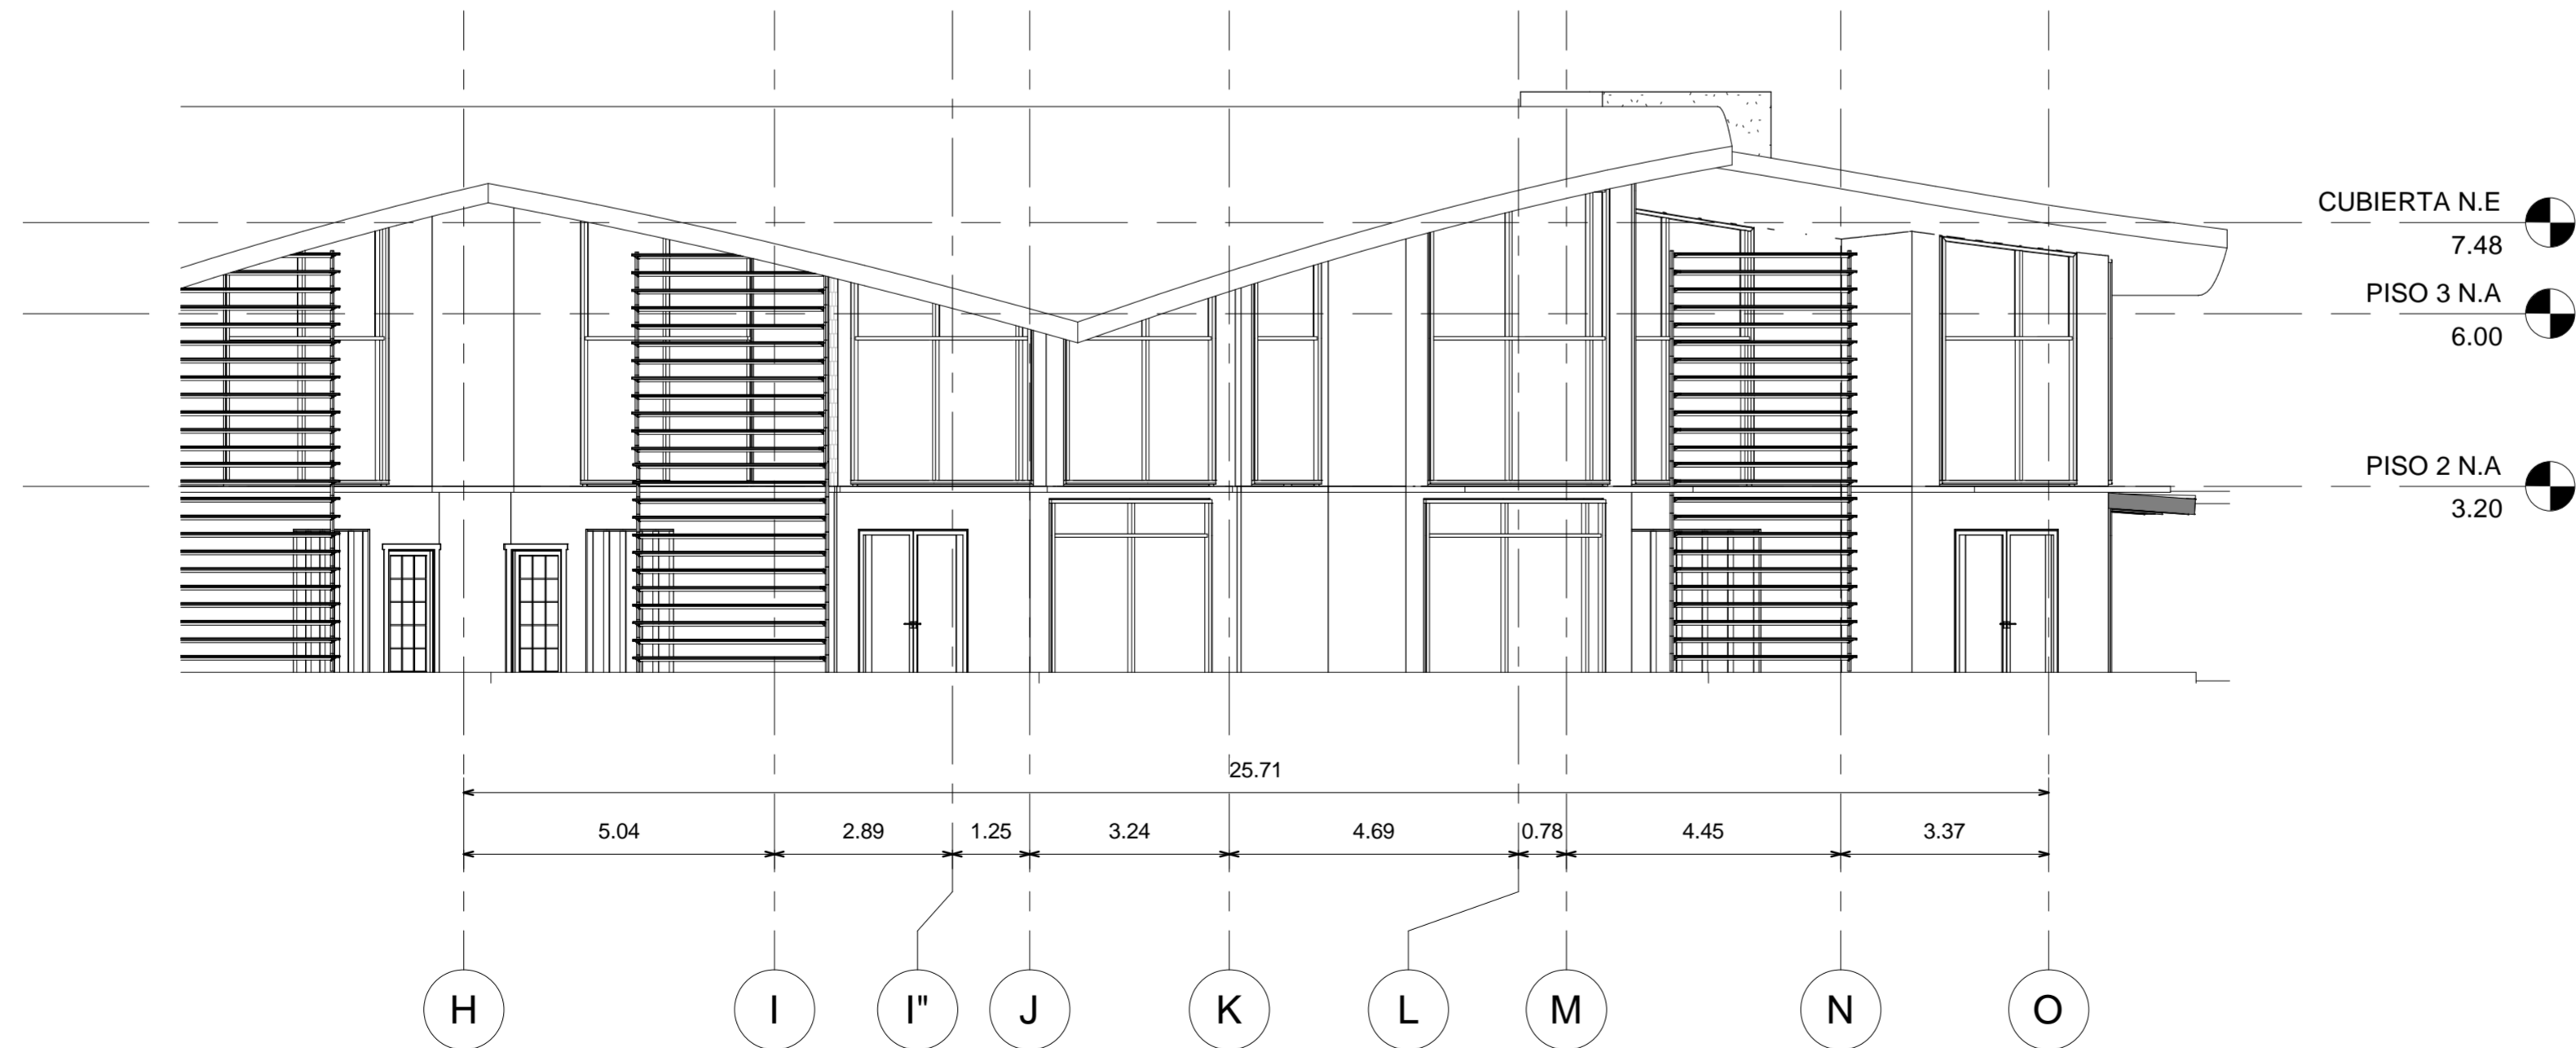 CUBIERTA N.E
7.48
PISO 3 N.A
6.00
PISO 2 N.A
3.20
25.71
5.04 2.89 1.25 3.24 4.69 0.78 4.45 3.37
H I I" J K L M N O